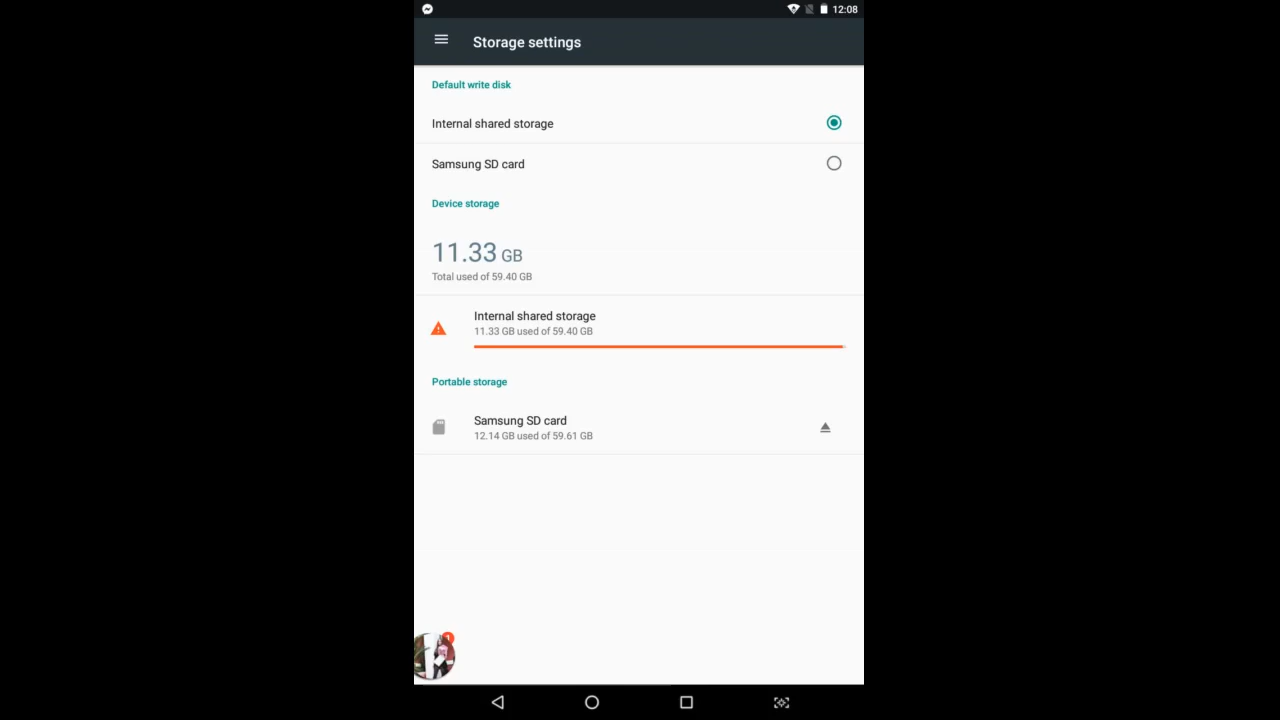 12:08
Storage settings
Default write disk
Internal shared storage
Samsung SD card
Device storage
11.33 GB
Total used of 59.40 GB
Internal shared storage
11.33 GB used of 59.40 GB
Portable storage
Samsung SD card
12.14 GB used of 59.61 GB
1